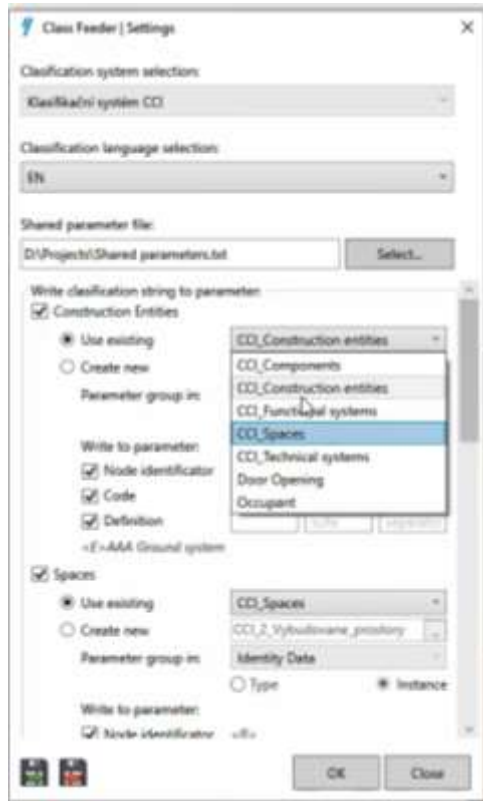 Class Feeder | Settings
Clasification system selection:
Klasifikační systém CCI
Classification language selection:
EN
Shared parameter file:
D:\Projects\Shared parameters.txt
Select...
Write clasification string to parameter:
Construction Entities
Use existing
CCI_Construction entities
Create new
CCI_Components
Parameter group in:
CCI_Construction entities
CCI_Functional systems
CCI_Spaces
Write to parameter:
CCI_Technical systems
Node identificator
Door Opening
Code
Occupant
Definition
<E>AAA Ground system
Spaces
Use existing
CCI_Spaces
Create new
CCI_2_Vybudovane_prostory
Parameter group in:
Identity Data
Type
Instance
Write to parameter:
Node identificator
OK
Close